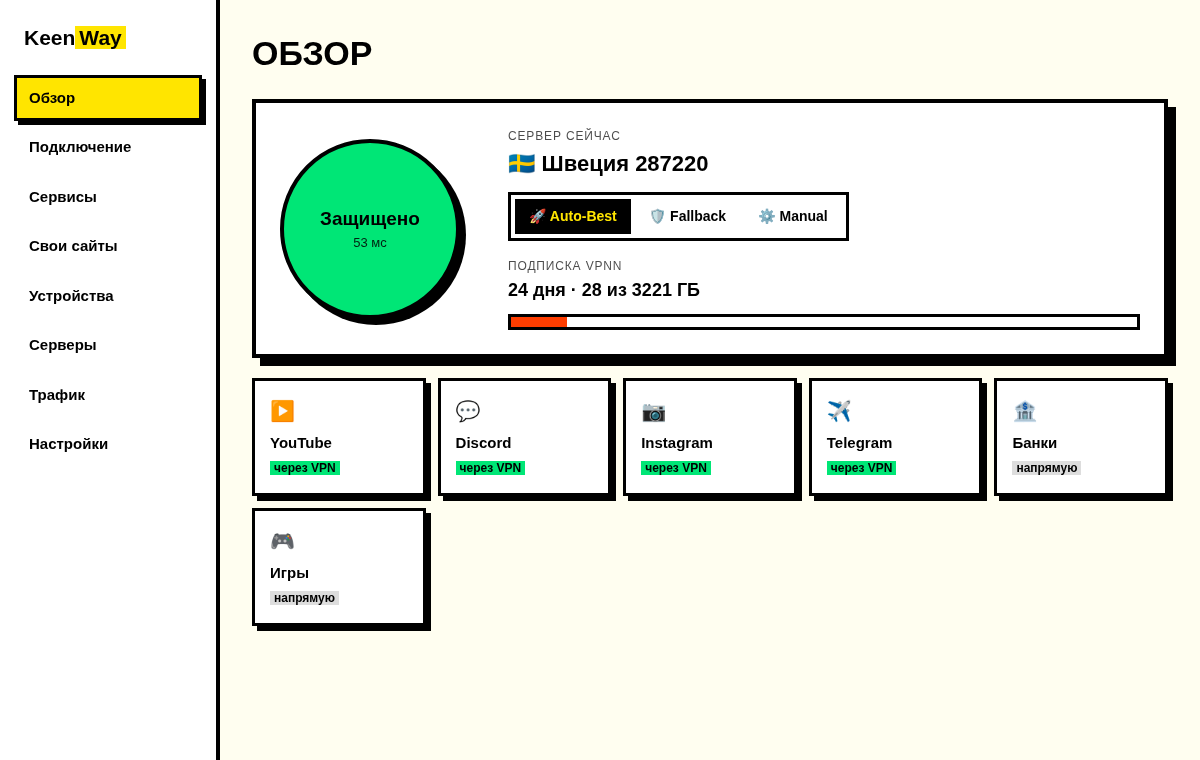 KeenWay
Обзор
Подключение
Сервисы
Свои сайты
Устройства
Серверы
Трафик
Настройки
ОБЗОР
Защищено
53 мс
СЕРВЕР СЕЙЧАС
🇸🇪 Швеция 287220
🚀 Auto-Best
🛡️ Fallback
⚙️ Manual
ПОДПИСКА VPNN
24 дня · 28 из 3221 ГБ
YouTube
через VPN
Discord
через VPN
Instagram
через VPN
Telegram
через VPN
Банки
напрямую
Игры
напрямую